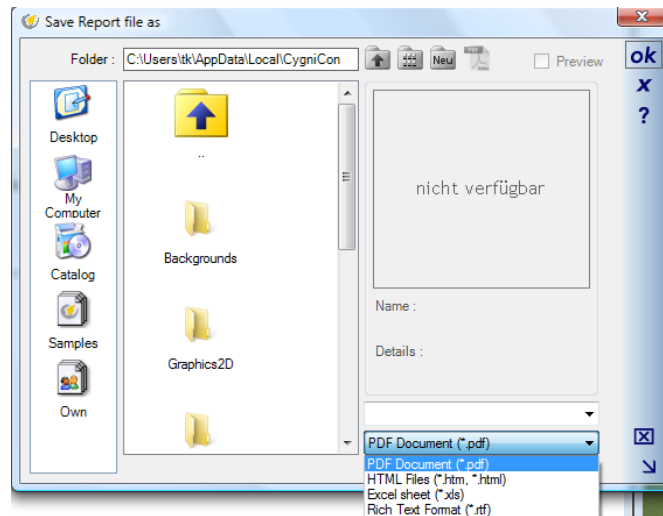 Save Report file as
Folder :
C:\Users\tk\AppData\Local\CygniCon
Neu
Preview
ok
x
?
Desktop
My
Computer
Catalog
Samples
Own
..
Backgrounds
Graphics2D
nicht verfügbar
Name :
Details :
PDF Document (*.pdf)
PDF Document (*.pdf)
HTML Files (*.htm, *.html)
Excel sheet (*.xls)
Rich Text Format (*.rtf)